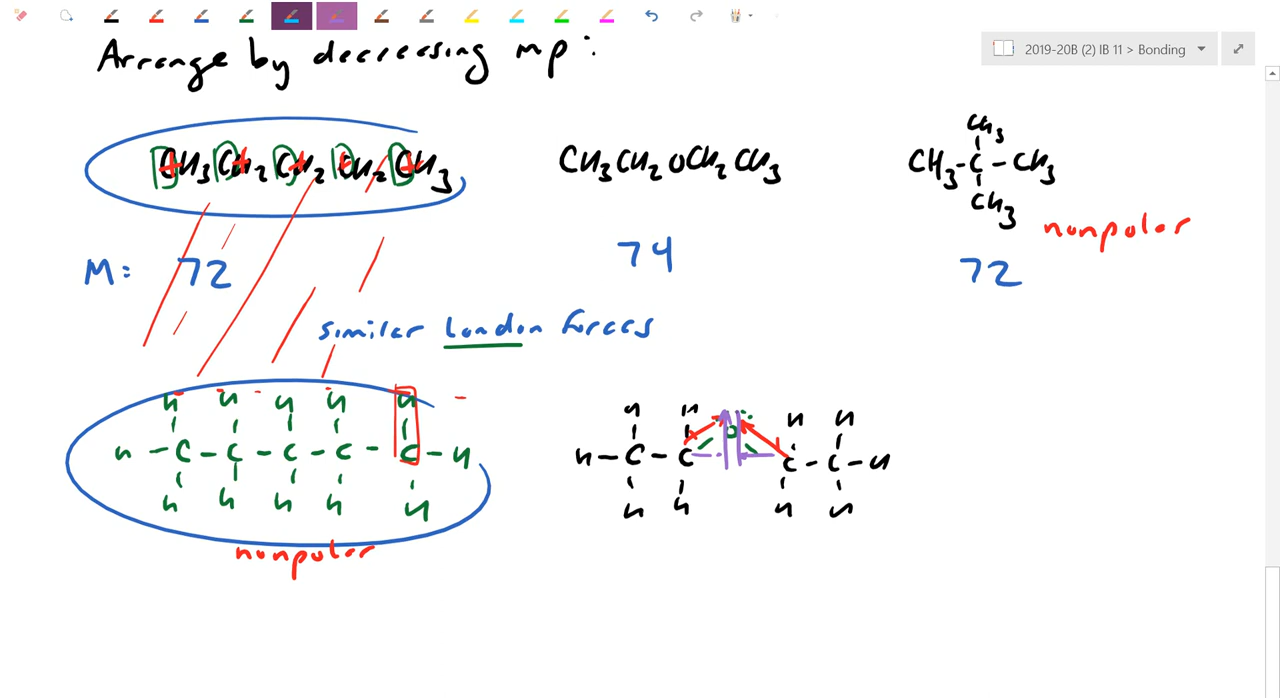 Arrange by decreasing mp:
2019-20B (2) IB 11 > Bonding
CH3CH2CH2CH2CH3
CH3CH2OCH2CH3
CH3
CH3-C-CH3
CH3
nonpolar
M: 72
74
72
similar London forces
H H H H H
H-C-C-C-C-C-H
H H H H H
nonpolar
H H H H
H-C-C O C-C-H
H H H H